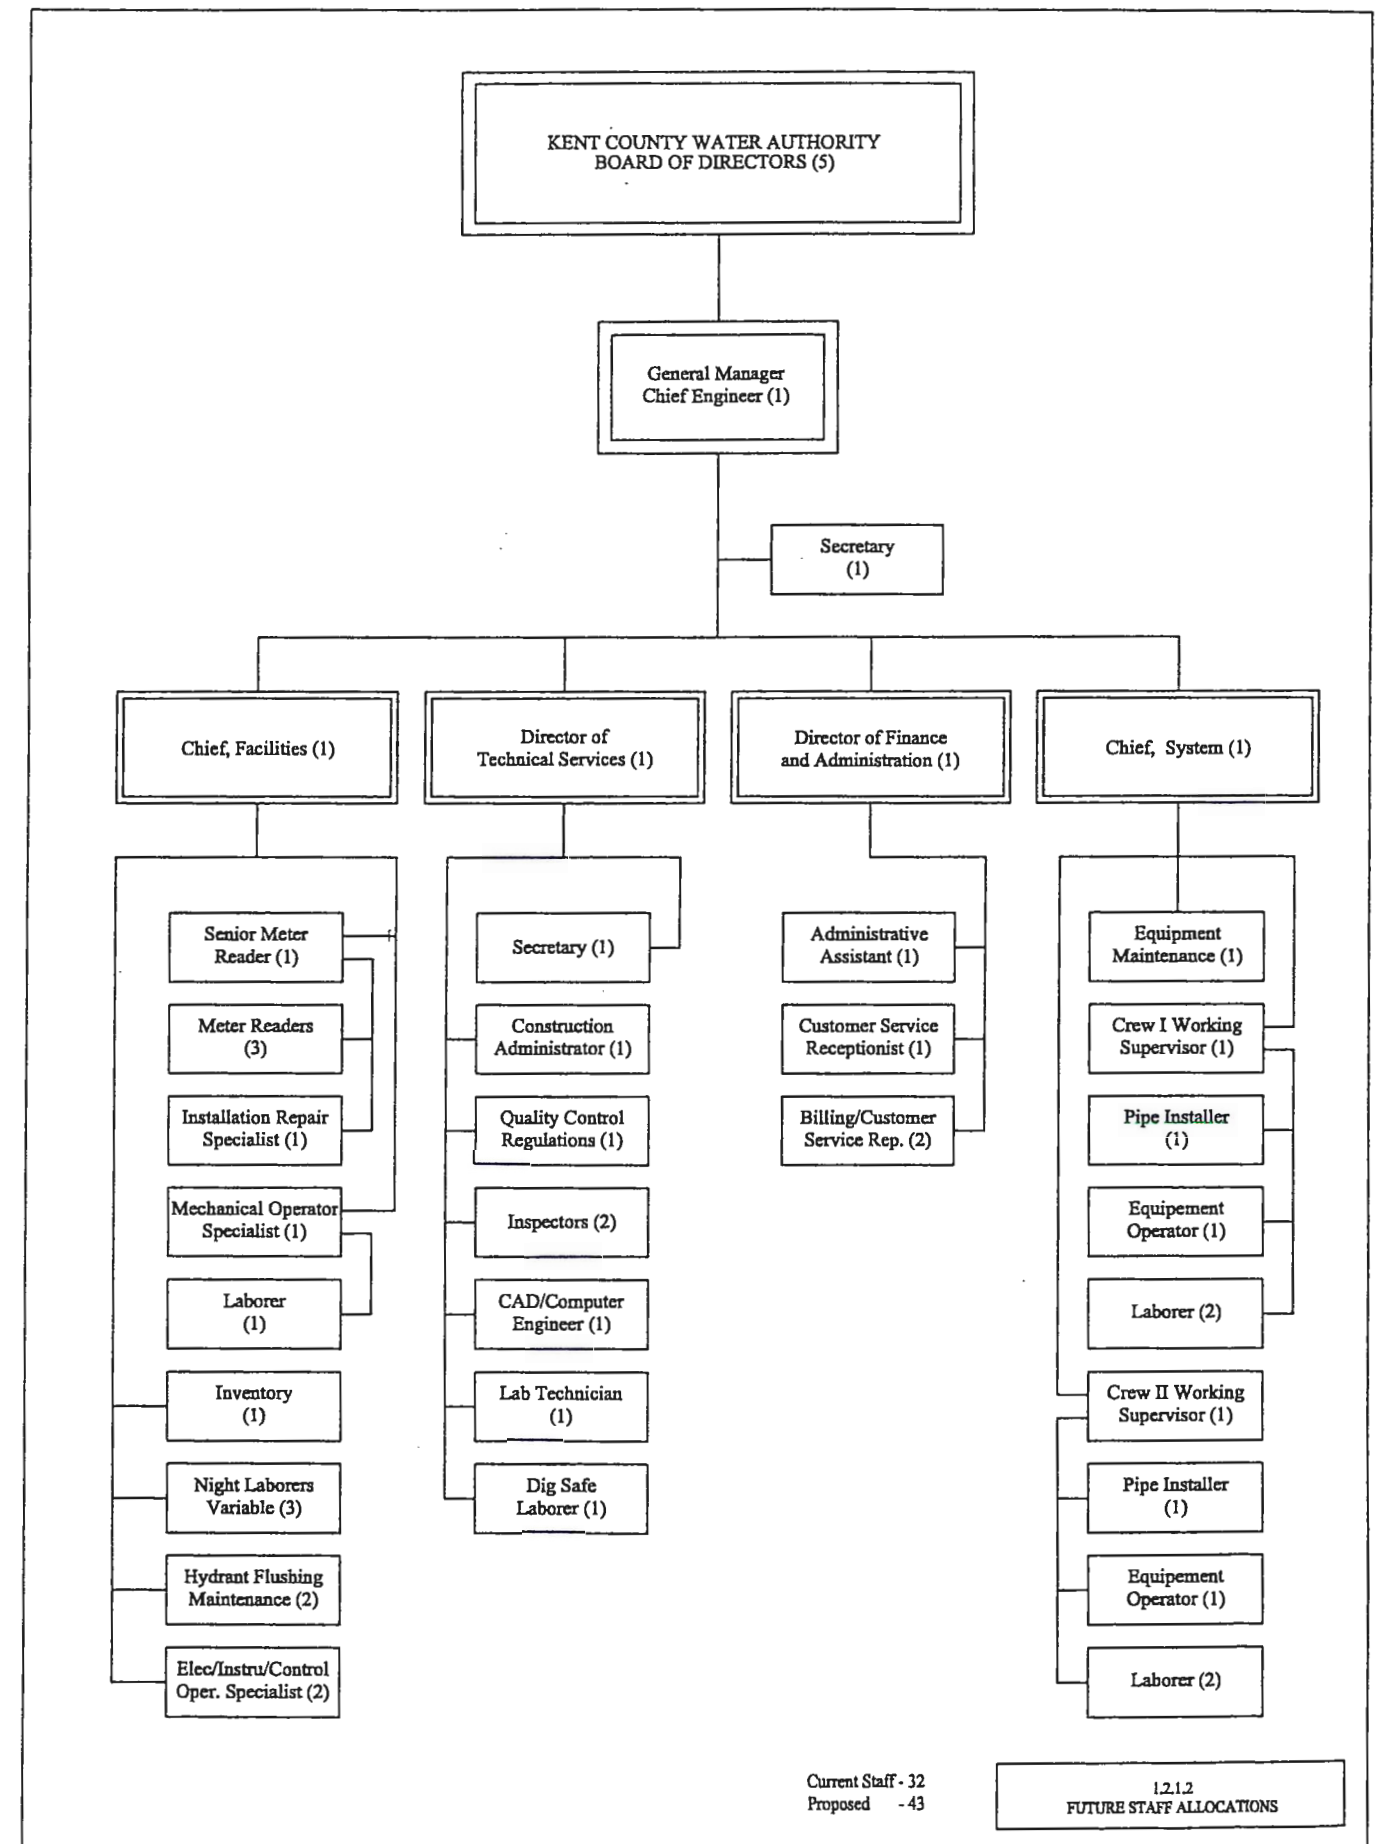 KENT COUNTY WATER AUTHORITY
BOARD OF DIRECTORS (5)
General Manager
Chief Engineer (1)
Secretary
(1)
Chief, Facilities (1)
Director of
Technical Services (1)
Director of Finance
and Administration (1)
Chief, System (1)
Senior Meter
Reader (1)
Meter Readers
(3)
Installation Repair
Specialist (1)
Mechanical Operator
Specialist (1)
Laborer
(1)
Inventory
(1)
Night Laborers
Variable (3)
Hydrant Flushing
Maintenance (2)
Elec/Instru/Control
Oper. Specialist (2)
Secretary (1)
Construction
Administrator (1)
Quality Control
Regulations (1)
Inspectors (2)
CAD/Computer
Engineer (1)
Lab Technician
(1)
Dig Safe
Laborer (1)
Administrative
Assistant (1)
Customer Service
Receptionist (1)
Billing/Customer
Service Rep. (2)
Equipment
Maintenance (1)
Crew I Working
Supervisor (1)
Pipe Installer
(1)
Equipement
Operator (1)
Laborer (2)
Crew II Working
Supervisor (1)
Pipe Installer
(1)
Equipement
Operator (1)
Laborer (2)
Current Staff - 32
Proposed - 43
1.2.1.2
FUTURE STAFF ALLOCATIONS